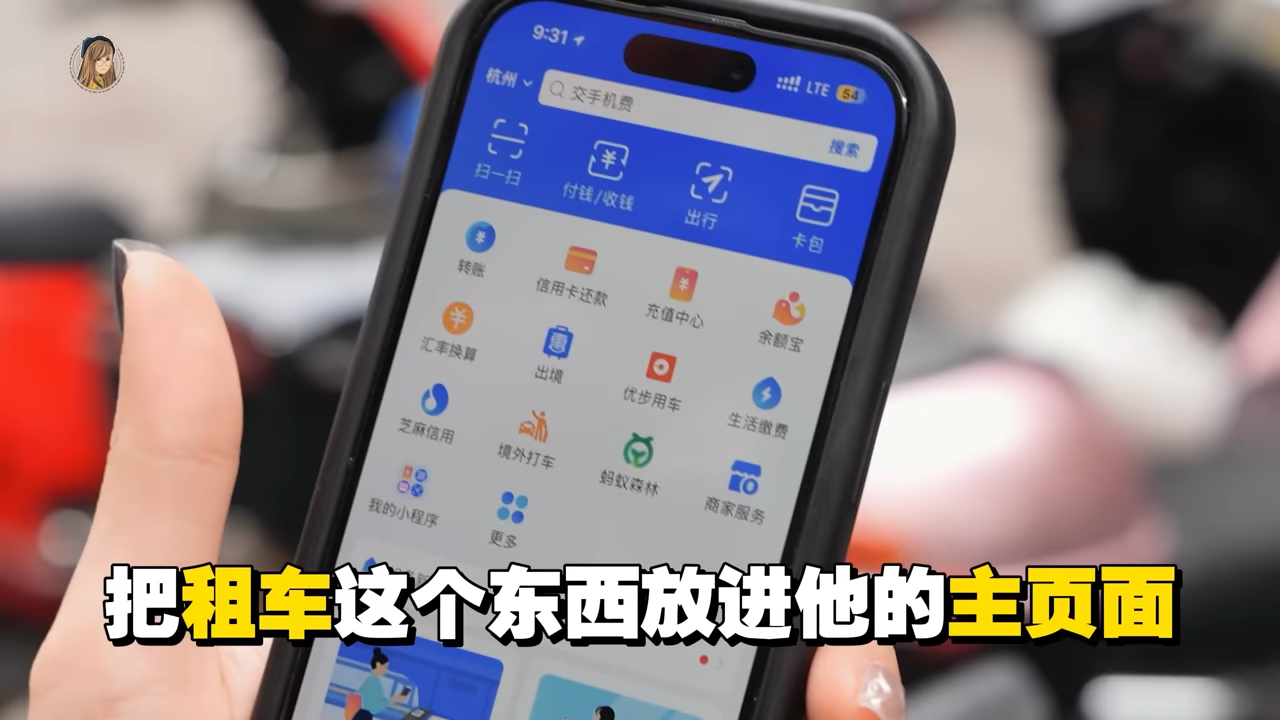 9:31
LTE 54
杭州
交手机费
搜索
扫一扫
付钱/收钱
出行
卡包
转账
信用卡还款
充值中心
余额宝
汇率换算
出境
优步用车
生活缴费
芝麻信用
境外打车
蚂蚁森林
商家服务
我的小程序
更多
把租车这个东西放进他的主页面